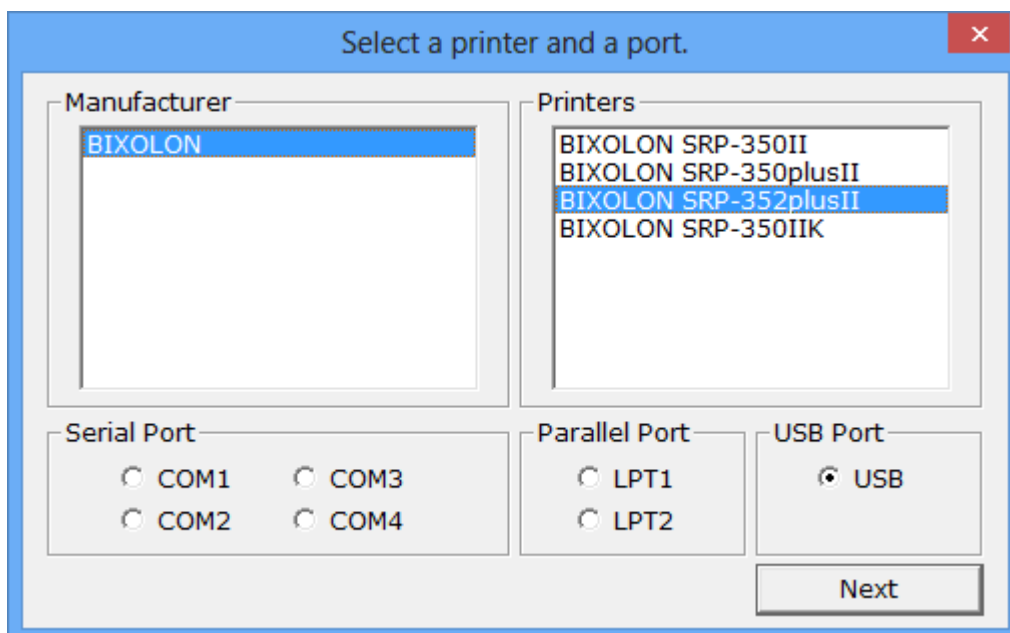 Select a printer and a port.
Manufacturer
BIXOLON
Printers
BIXOLON SRP-350II
BIXOLON SRP-350plusII
BIXOLON SRP-352plusII
BIXOLON SRP-350IIK
Serial Port
COM1 COM3
COM2 COM4
Parallel Port
LPT1
LPT2
USB Port
USB
Next